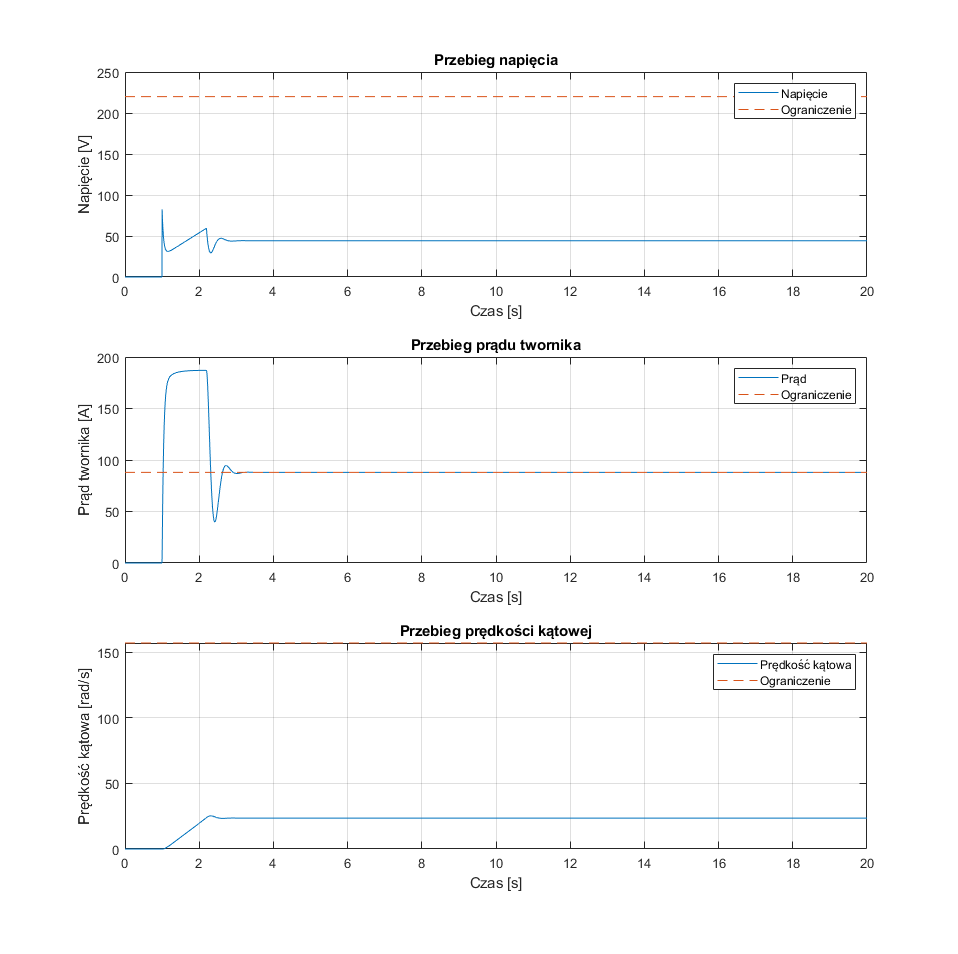 Przebieg napięcia
250
200
150
100
50
0
Napięcie [V]
Napięcie
Ograniczenie
0 2 4 6 8 10 12 14 16 18 20
Czas [s]
Przebieg prądu twornika
200
150
100
50
0
Prąd twornika [A]
Prąd
Ograniczenie
0 2 4 6 8 10 12 14 16 18 20
Czas [s]
Przebieg prędkości kątowej
150
100
50
0
Prędkość kątowa [rad/s]
Prędkość kątowa
Ograniczenie
0 2 4 6 8 10 12 14 16 18 20
Czas [s]